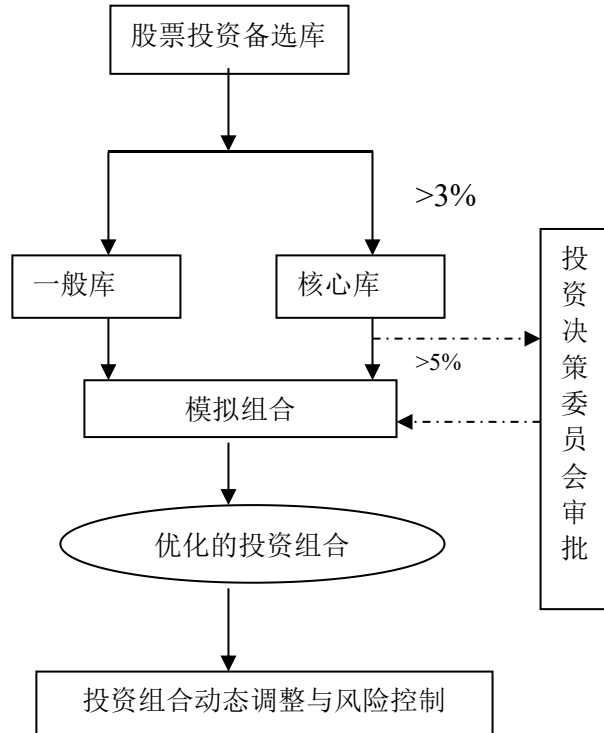 股票投资备选库
>3%
一般库
核心库
投资决策委员会审批
>5%
模拟组合
优化的投资组合
投资组合动态调整与风险控制